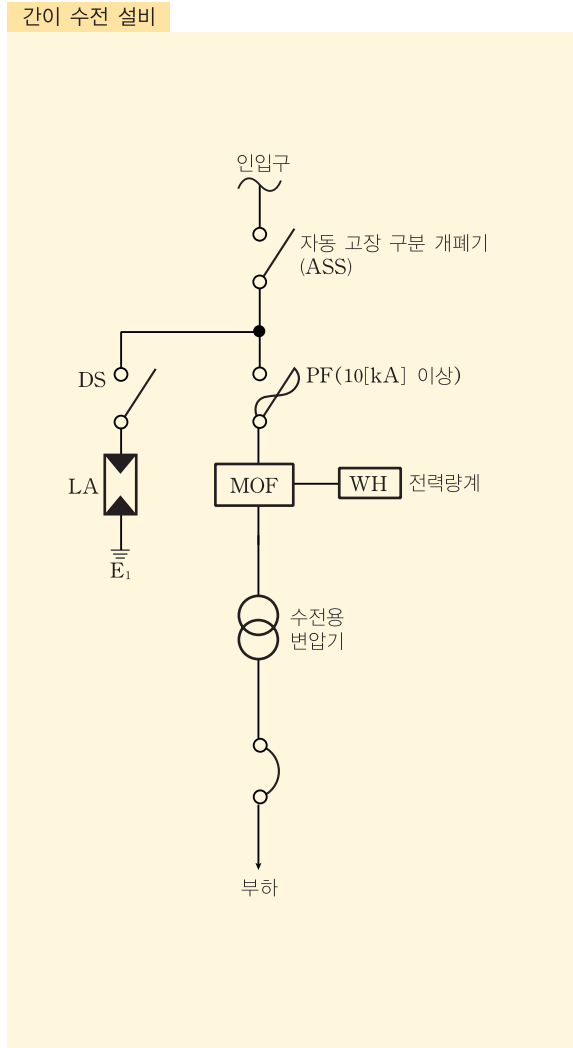 간이 수전 설비
인입구
자동 고장 구분 개폐기
(ASS)
DS
PF(10[kA] 이상)
LA
MOF
WH
전력량계
E₁
수전용
변압기
부하